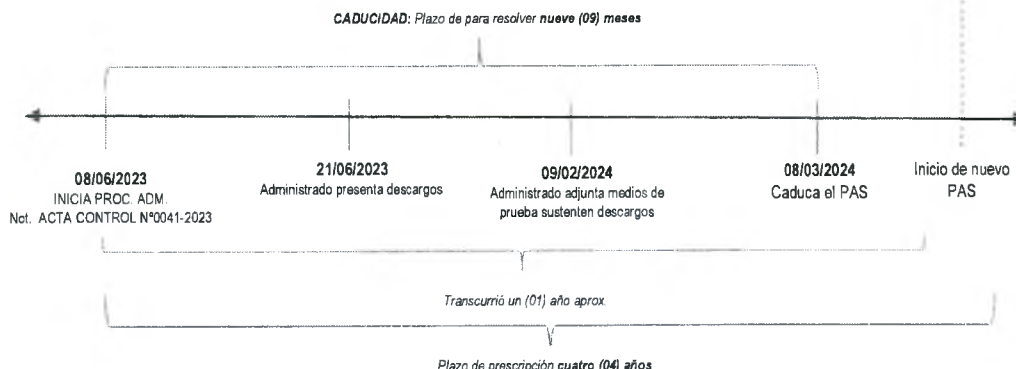 CADUCIDAD: Plazo de para resolver nueve (09) meses
08/06/2023
INICIA PROC. ADM.
Not. ACTA CONTROL N°0041-2023
21/06/2023
Administrado presenta descargos
09/02/2024
Administrado adjunta medios de
prueba sustenten descargos
08/03/2024
Caduca el PAS
Inicio de nuevo
PAS
Transcurrió un (01) año aprox.
Plazo de prescripción cuatro (04) años